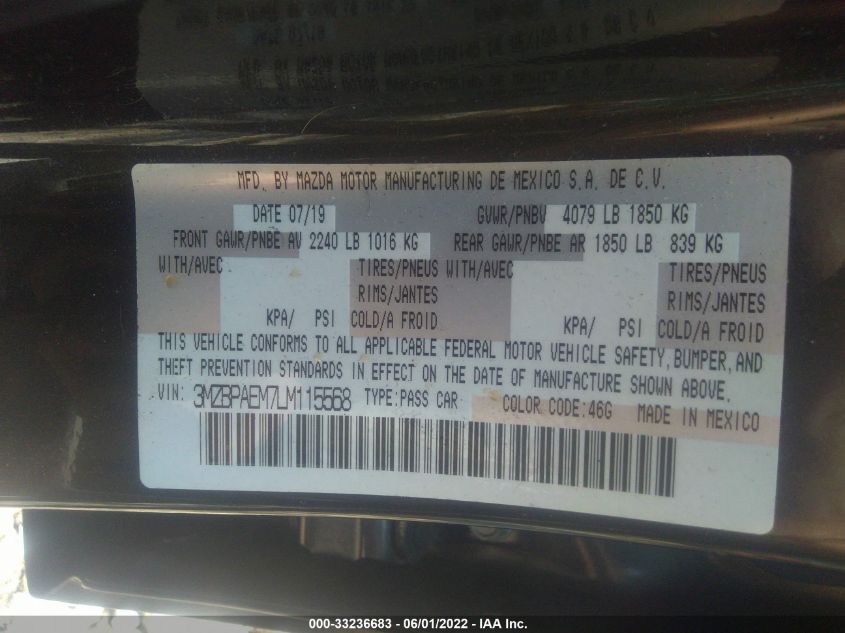 MFD. BY MAZDA MOTOR MANUFACTURING DE MEXICO S.A. DE C.V.
DATE 07/19 GVWR/PNBV 4079 LB 1850 KG
FRONT GAWR/PNBE AV 2240 LB 1016 KG REAR GAWR/PNBE AR 1850 LB 839 KG
WITH/AVEC TIRES/PNEUS WITH/AVEC TIRES/PNEUS
RIMS/JANTES RIMS/JANTES
KPA/ PSI COLD/A FROID KPA/ PSI COLD/A FROID
THIS VEHICLE CONFORMS TO ALL APPLICABLE FEDERAL MOTOR VEHICLE SAFETY, BUMPER, AND
THEFT PREVENTION STANDARDS IN EFFECT ON THE DATE OF MANUFACTURE SHOWN ABOVE.
VIN: 3MZBPAEM7LM115568 TYPE:PASS CAR COLOR CODE:46G MADE IN MEXICO
000-33236683 - 06/01/2022 - IAA Inc.